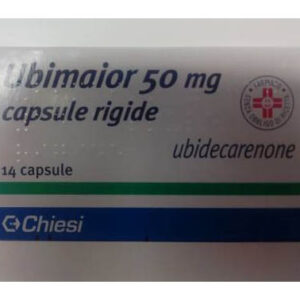 Ubimaior 50 mg
capsule rigide
ubidecarenone
14 capsule
Chiesi